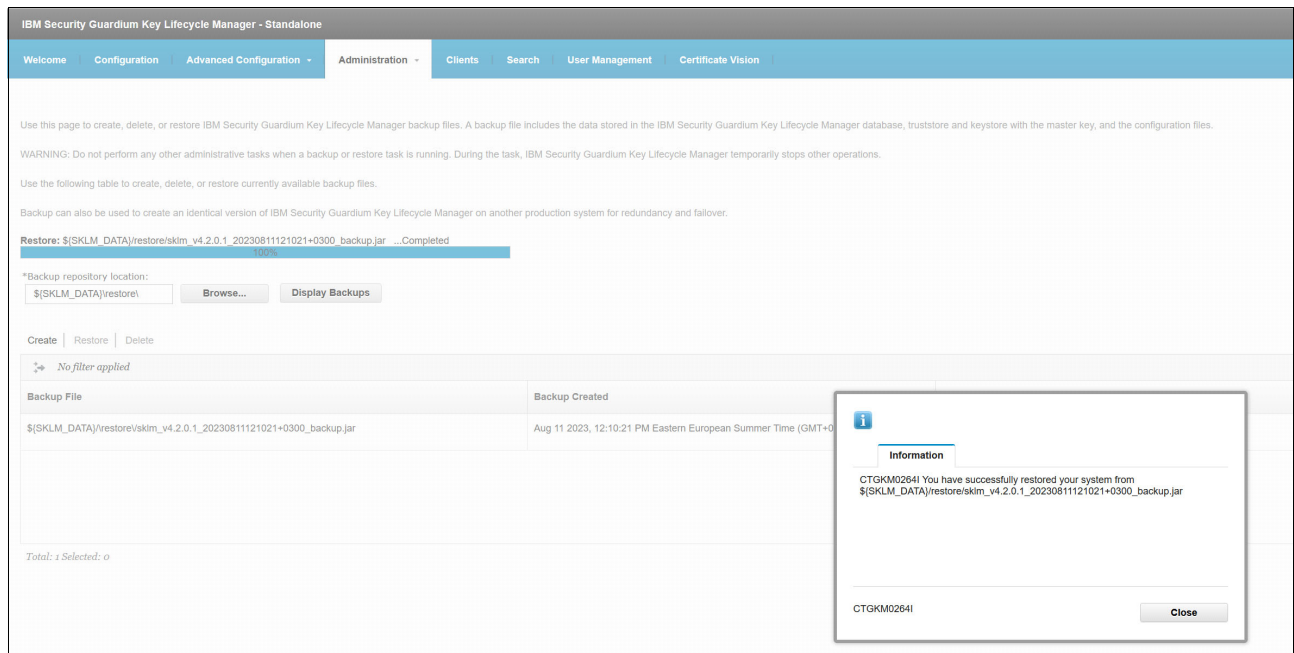 IBM Security Guardium Key Lifecycle Manager - Standalone
Welcome Configuration Advanced Configuration Administration Clients Search User Management Certificate Vision
Use this page to create, delete, or restore IBM Security Guardium Key Lifecycle Manager backup files. A backup file includes the data stored in the IBM Security Guardium Key Lifecycle Manager database, truststore and keystore with the master key, and the configuration files.
WARNING: Do not perform any other administrative tasks when a backup or restore task is running. During the task, IBM Security Guardium Key Lifecycle Manager temporarily stops other operations.
Use the following table to create, delete, or restore currently available backup files.
Backup can also be used to create an identical version of IBM Security Guardium Key Lifecycle Manager on another production system for redundancy and failover.
Restore: ${SKLM_DATA}/restore/sklm_v4.2.0.1_20230811121021+0300_backup.jar ...Completed
100%
*Backup repository location:
${SKLM_DATA}\restore\ Browse... Display Backups
Create Restore Delete
No filter applied
Backup File Backup Created
${SKLM_DATA}/\restore\/sklm_v4.2.0.1_20230811121021+0300_backup.jar Aug 11 2023, 12:10:21 PM Eastern European Summer Time (GMT+0
Total: 1 Selected: 0
Information
CTGKM0264I You have successfully restored your system from
${SKLM_DATA}/restore/sklm_v4.2.0.1_20230811121021+0300_backup.jar
CTGKM0264I Close